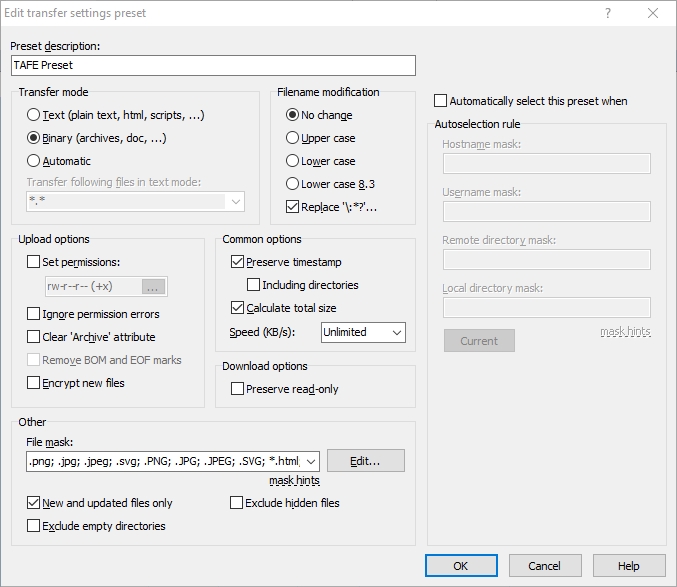 Edit transfer settings preset
?
Preset description:
TAFE Preset
Transfer mode
Text (plain text, html, scripts, ...)
Binary (archives, doc, ...)
Automatic
Transfer following files in text mode:
*.*
Filename modification
No change
Upper case
Lower case
Lower case 8.3
Replace '\:*?'...
Upload options
Set permissions:
rw-r--r-- (+x)
...
Ignore permission errors
Clear 'Archive' attribute
Remove BOM and EOF marks
Encrypt new files
Common options
Preserve timestamp
Including directories
Calculate total size
Speed (KB/s):
Unlimited
Download options
Preserve read-only
Other
File mask:
.png; .jpg; .jpeg; .svg; .PNG; .JPG; .JPEG; .SVG; *.html,
Edit...
mask hints
New and updated files only
Exclude hidden files
Exclude empty directories
Automatically select this preset when
Autoselection rule
Hostname mask:
Username mask:
Remote directory mask:
Local directory mask:
Current
mask hints
OK
Cancel
Help